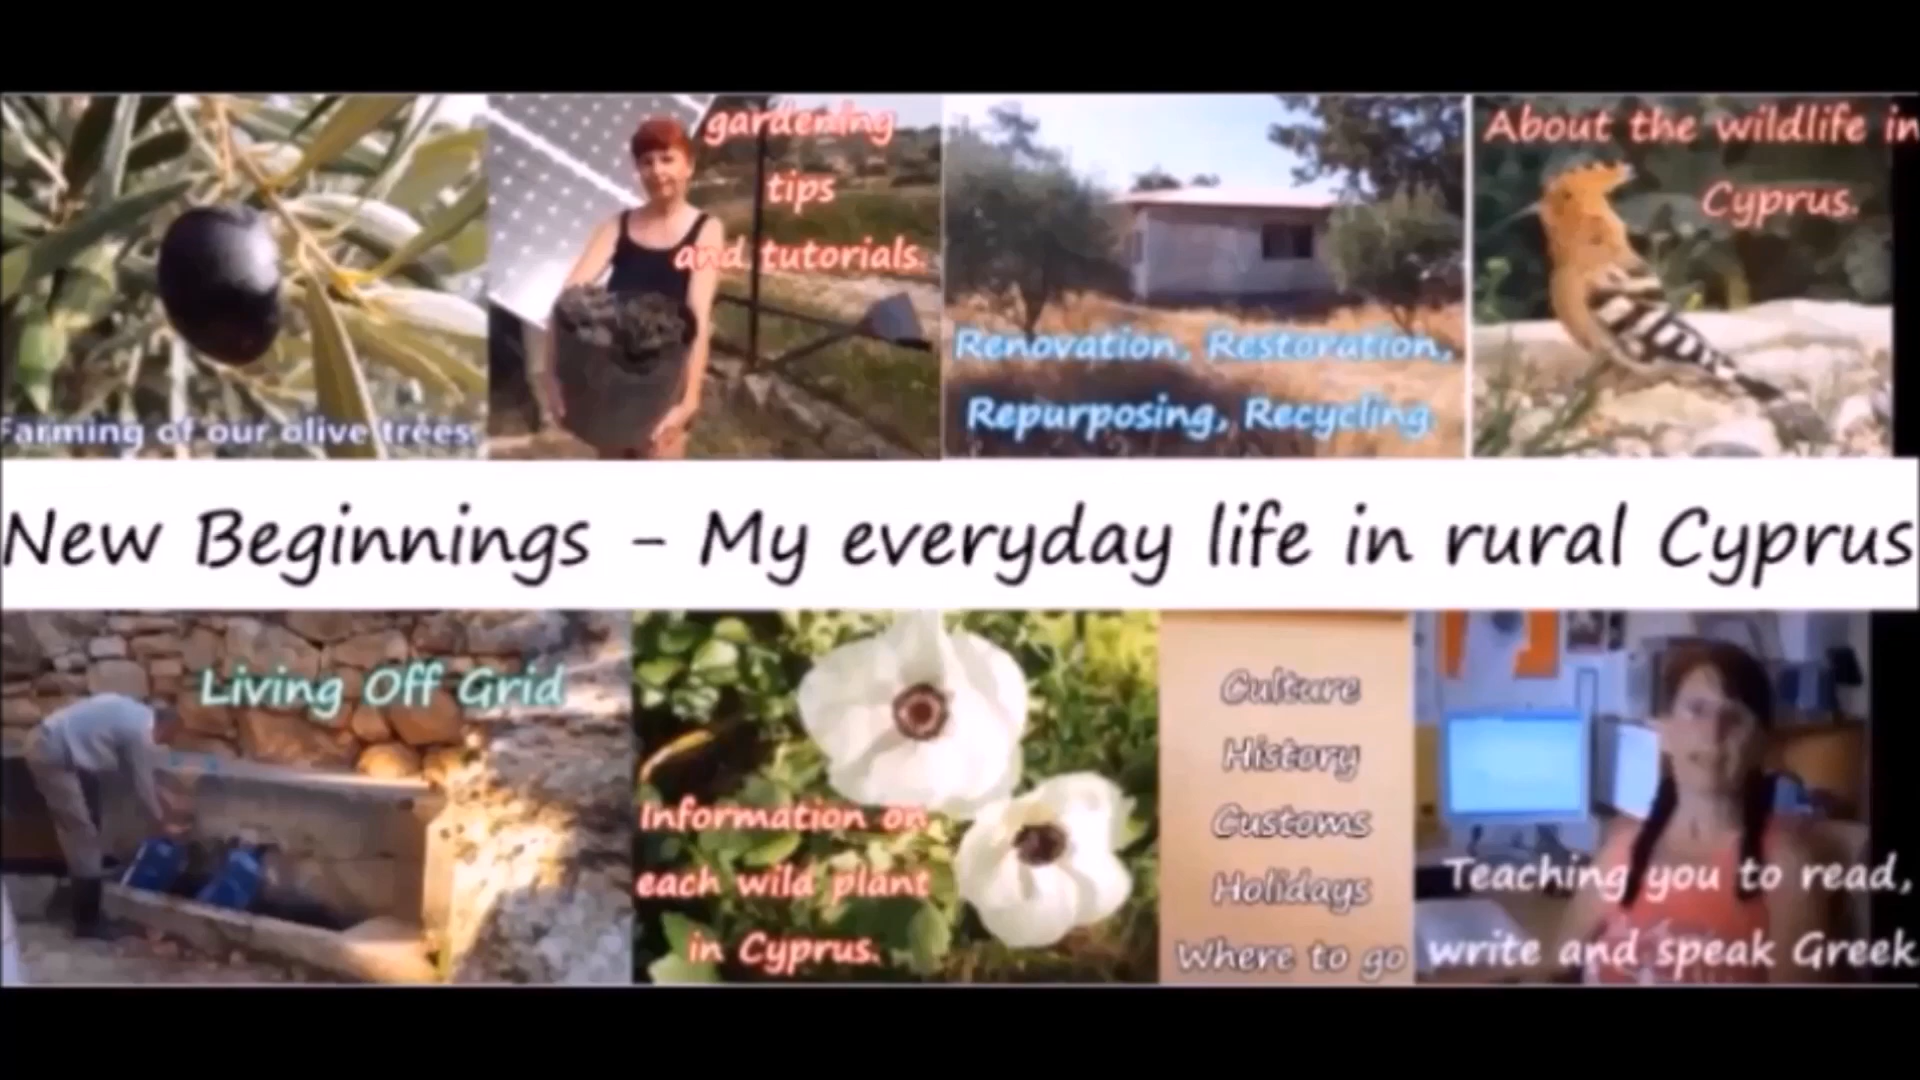 Farming of our olive trees.
gardening
tips
and tutorials.
Renovation, Restoration,
Repurposing, Recycling
About the wildlife in
Cyprus.
New Beginnings - My everyday life in rural Cyprus
Living Off Grid
Information on
each wild plant
in Cyprus.
Culture
History
Customs
Holidays
Where to go
Teaching you to read,
write and speak Greek